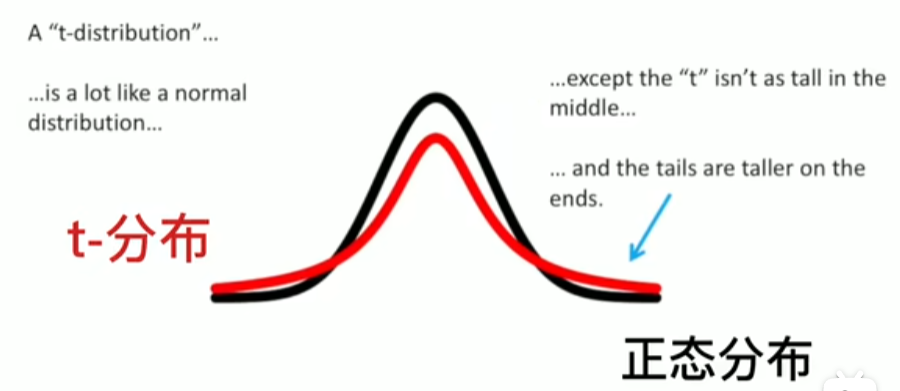 A “t-distribution”...
...is a lot like a normal
distribution...
...except the “t” isn’t as tall in the
middle...
... and the tails are taller on the
ends.
t-分布
正态分布